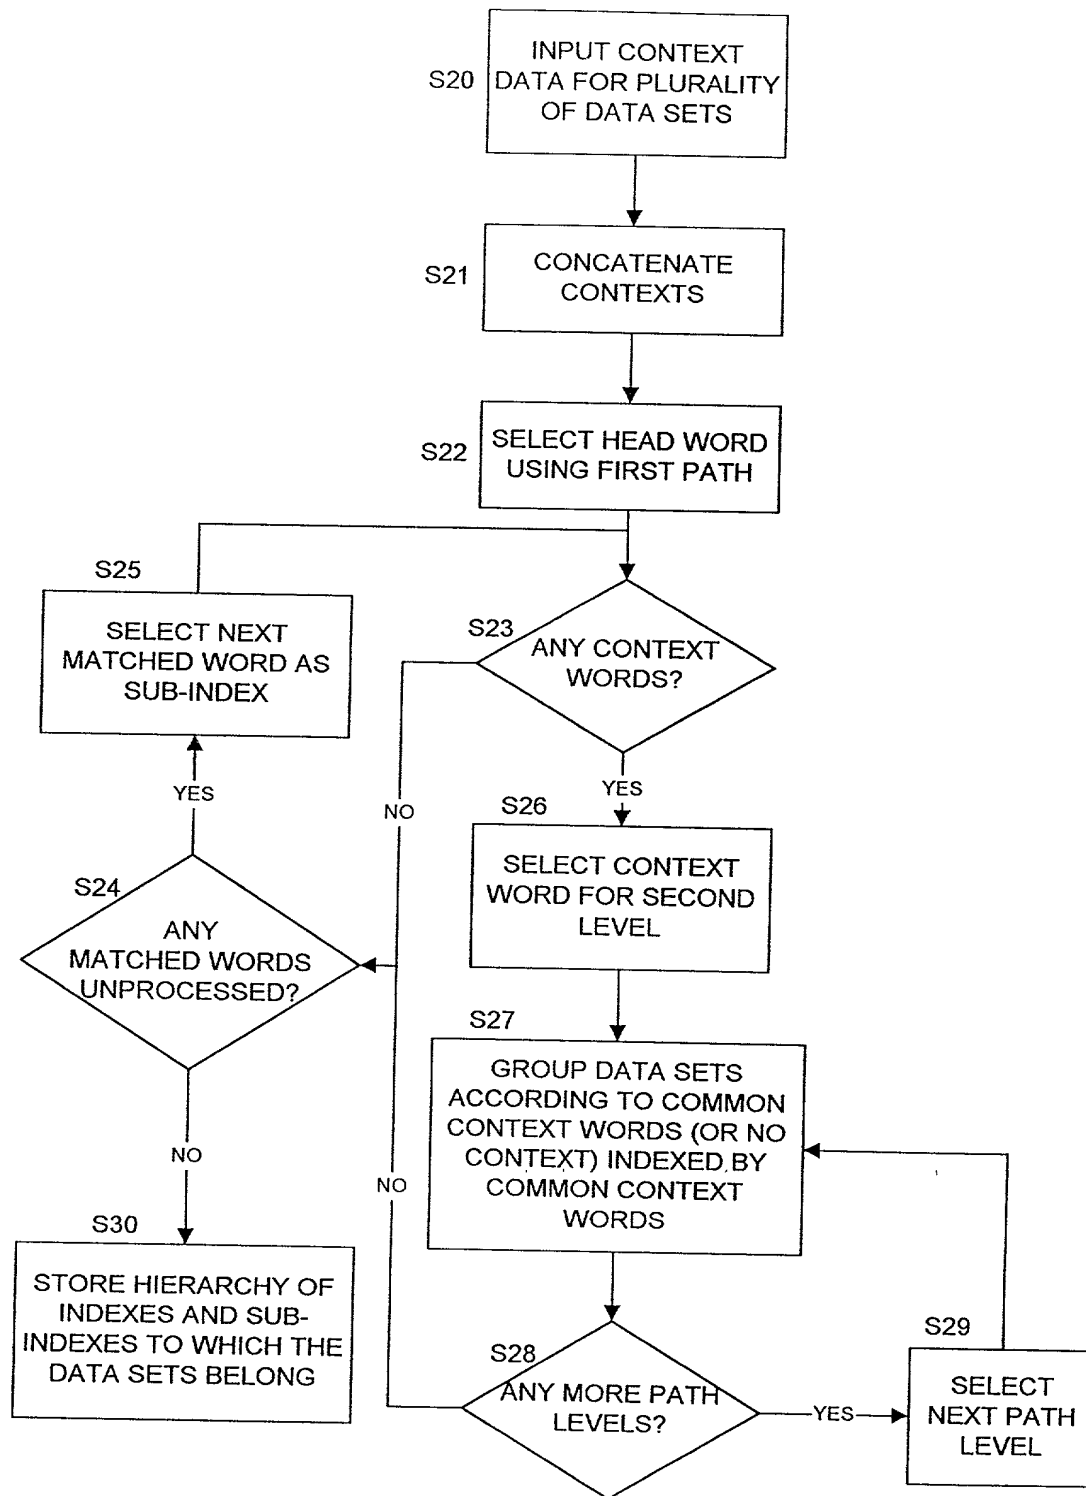 S20
INPUT CONTEXT
DATA FOR PLURALITY
OF DATA SETS
S21
CONCATENATE
CONTEXTS
S22
SELECT HEAD WORD
USING FIRST PATH
S25
SELECT NEXT
MATCHED WORD AS
SUB-INDEX
S23
ANY CONTEXT
WORDS?
YES
NO
YES
S26
SELECT CONTEXT
WORD FOR SECOND
LEVEL
S24
ANY
MATCHED WORDS
UNPROCESSED?
S27
GROUP DATA SETS
ACCORDING TO COMMON
CONTEXT WORDS (OR NO
CONTEXT) INDEXED BY
COMMON CONTEXT
WORDS
NO
NO
S30
STORE HIERARCHY OF
INDEXES AND SUB-
INDEXES TO WHICH THE
DATA SETS BELONG
S28
ANY MORE PATH
LEVELS?
YES
S29
SELECT
NEXT PATH
LEVEL